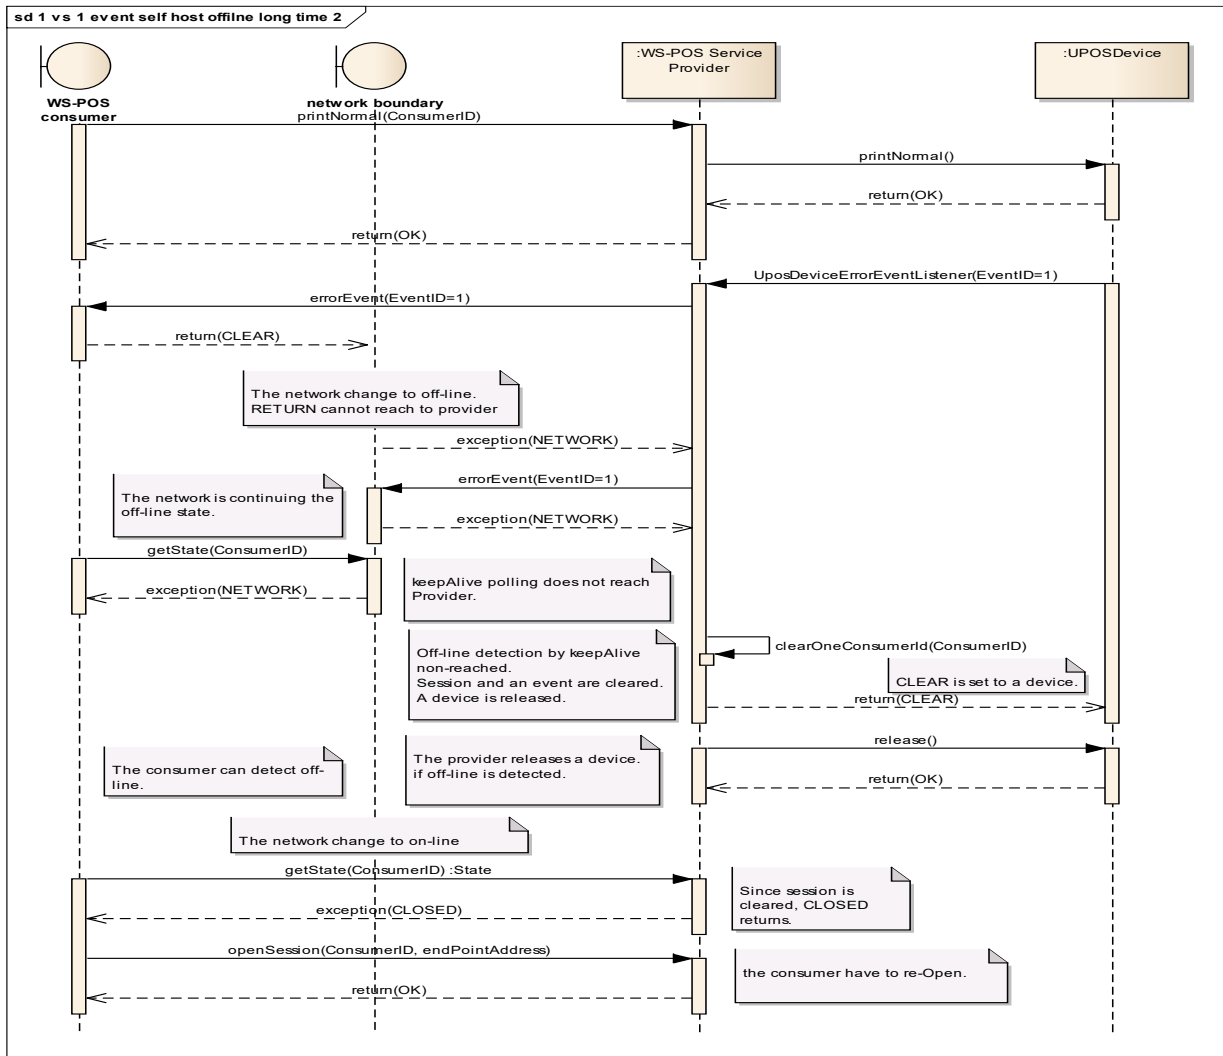 sd 1 vs 1 event self host offilne long time 2
:WS-POS Service
Provider
:UPOSDevice
WS-POS
consumer
network boundary
printNormal(ConsumerID)
printNormal()
return(OK)
return(OK)
UposDeviceErrorEventListener(EventID=1)
errorEvent(EventID=1)
return(CLEAR)
The network change to off-line.
RETURN cannot reach to provider
exception(NETWORK)
errorEvent(EventID=1)
The network is continuing the
off-line state.
exception(NETWORK)
getState(ConsumerID)
exception(NETWORK)
keepAlive polling does not reach
Provider.
clearOneConsumerId(ConsumerID)
Off-line detection by keepAlive
non-reached.
Session and an event are cleared.
A device is released.
CLEAR is set to a device.
return(CLEAR)
release()
The provider releases a device.
if off-line is detected.
The consumer can detect off-
line.
return(OK)
The network change to on-line
getState(ConsumerID) :State
exception(CLOSED)
Since session is
cleared, CLOSED
returns.
openSession(ConsumerID, endPointAddress)
the consumer have to re-Open.
return(OK)